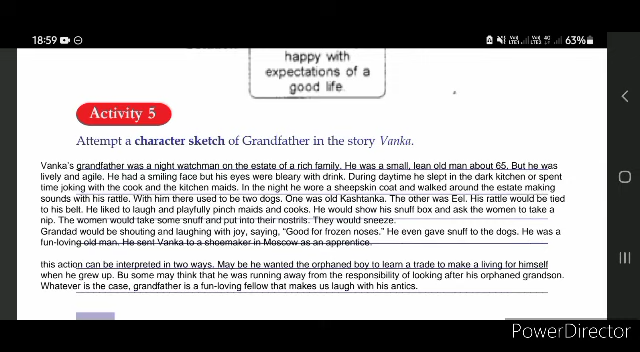 18:59
63%
happy with
expectations of a
good life.
Activity 5
Attempt a character sketch of Grandfather in the story Vanka.
Vanka's grandfather was a night watchman on the estate of a rich family. He was a small, lean old man about 65. But he was
lively and agile. He had a smiling face but his eyes were bleary with drink. During daytime he slept in the dark kitchen or spent
time joking with the cook and the kitchen maids. In the night he wore a sheepskin coat and walked around the estate making
sounds with his rattle. With him there used to be two dogs. One was old Kashtanka. The other was Eel. His rattle would be tied
to his belt. He liked to laugh and playfully pinch maids and cooks. He would show his snuff box and ask the women to take a
nip. The women would take some snuff and put into their nostrils. They would sneeze.
Grandad would be shouting and laughing with joy, saying, “Good for frozen noses.” He even gave snuff to the dogs. He was a
fun-loving old man. He sent Vanka to a shoemaker in Moscow as an apprentice.
this action can be interpreted in two ways. May be he wanted the orphaned boy to learn a trade to make a living for himself
when he grew up. Bu some may think that he was running away from the responsibility of looking after his orphaned grandson.
Whatever is the case, grandfather is a fun-loving fellow that makes us laugh with his antics.
PowerDirector